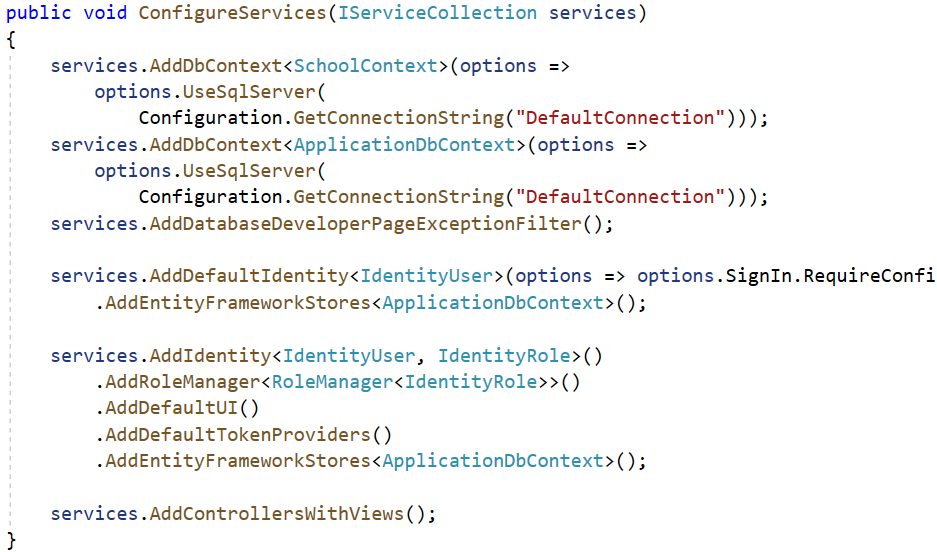 public void ConfigureServices(IServiceCollection services)
{
    services.AddDbContext<SchoolContext>(options =>
        options.UseSqlServer(
            Configuration.GetConnectionString("DefaultConnection")));
    services.AddDbContext<ApplicationDbContext>(options =>
        options.UseSqlServer(
            Configuration.GetConnectionString("DefaultConnection")));
    services.AddDatabaseDeveloperPageExceptionFilter();

    services.AddDefaultIdentity<IdentityUser>(options => options.SignIn.RequireConfi
        .AddEntityFrameworkStores<ApplicationDbContext>();

    services.AddIdentity<IdentityUser, IdentityRole>()
        .AddRoleManager<RoleManager<IdentityRole>>()
        .AddDefaultUI()
        .AddDefaultTokenProviders()
        .AddEntityFrameworkStores<ApplicationDbContext>();

    services.AddControllersWithViews();
}